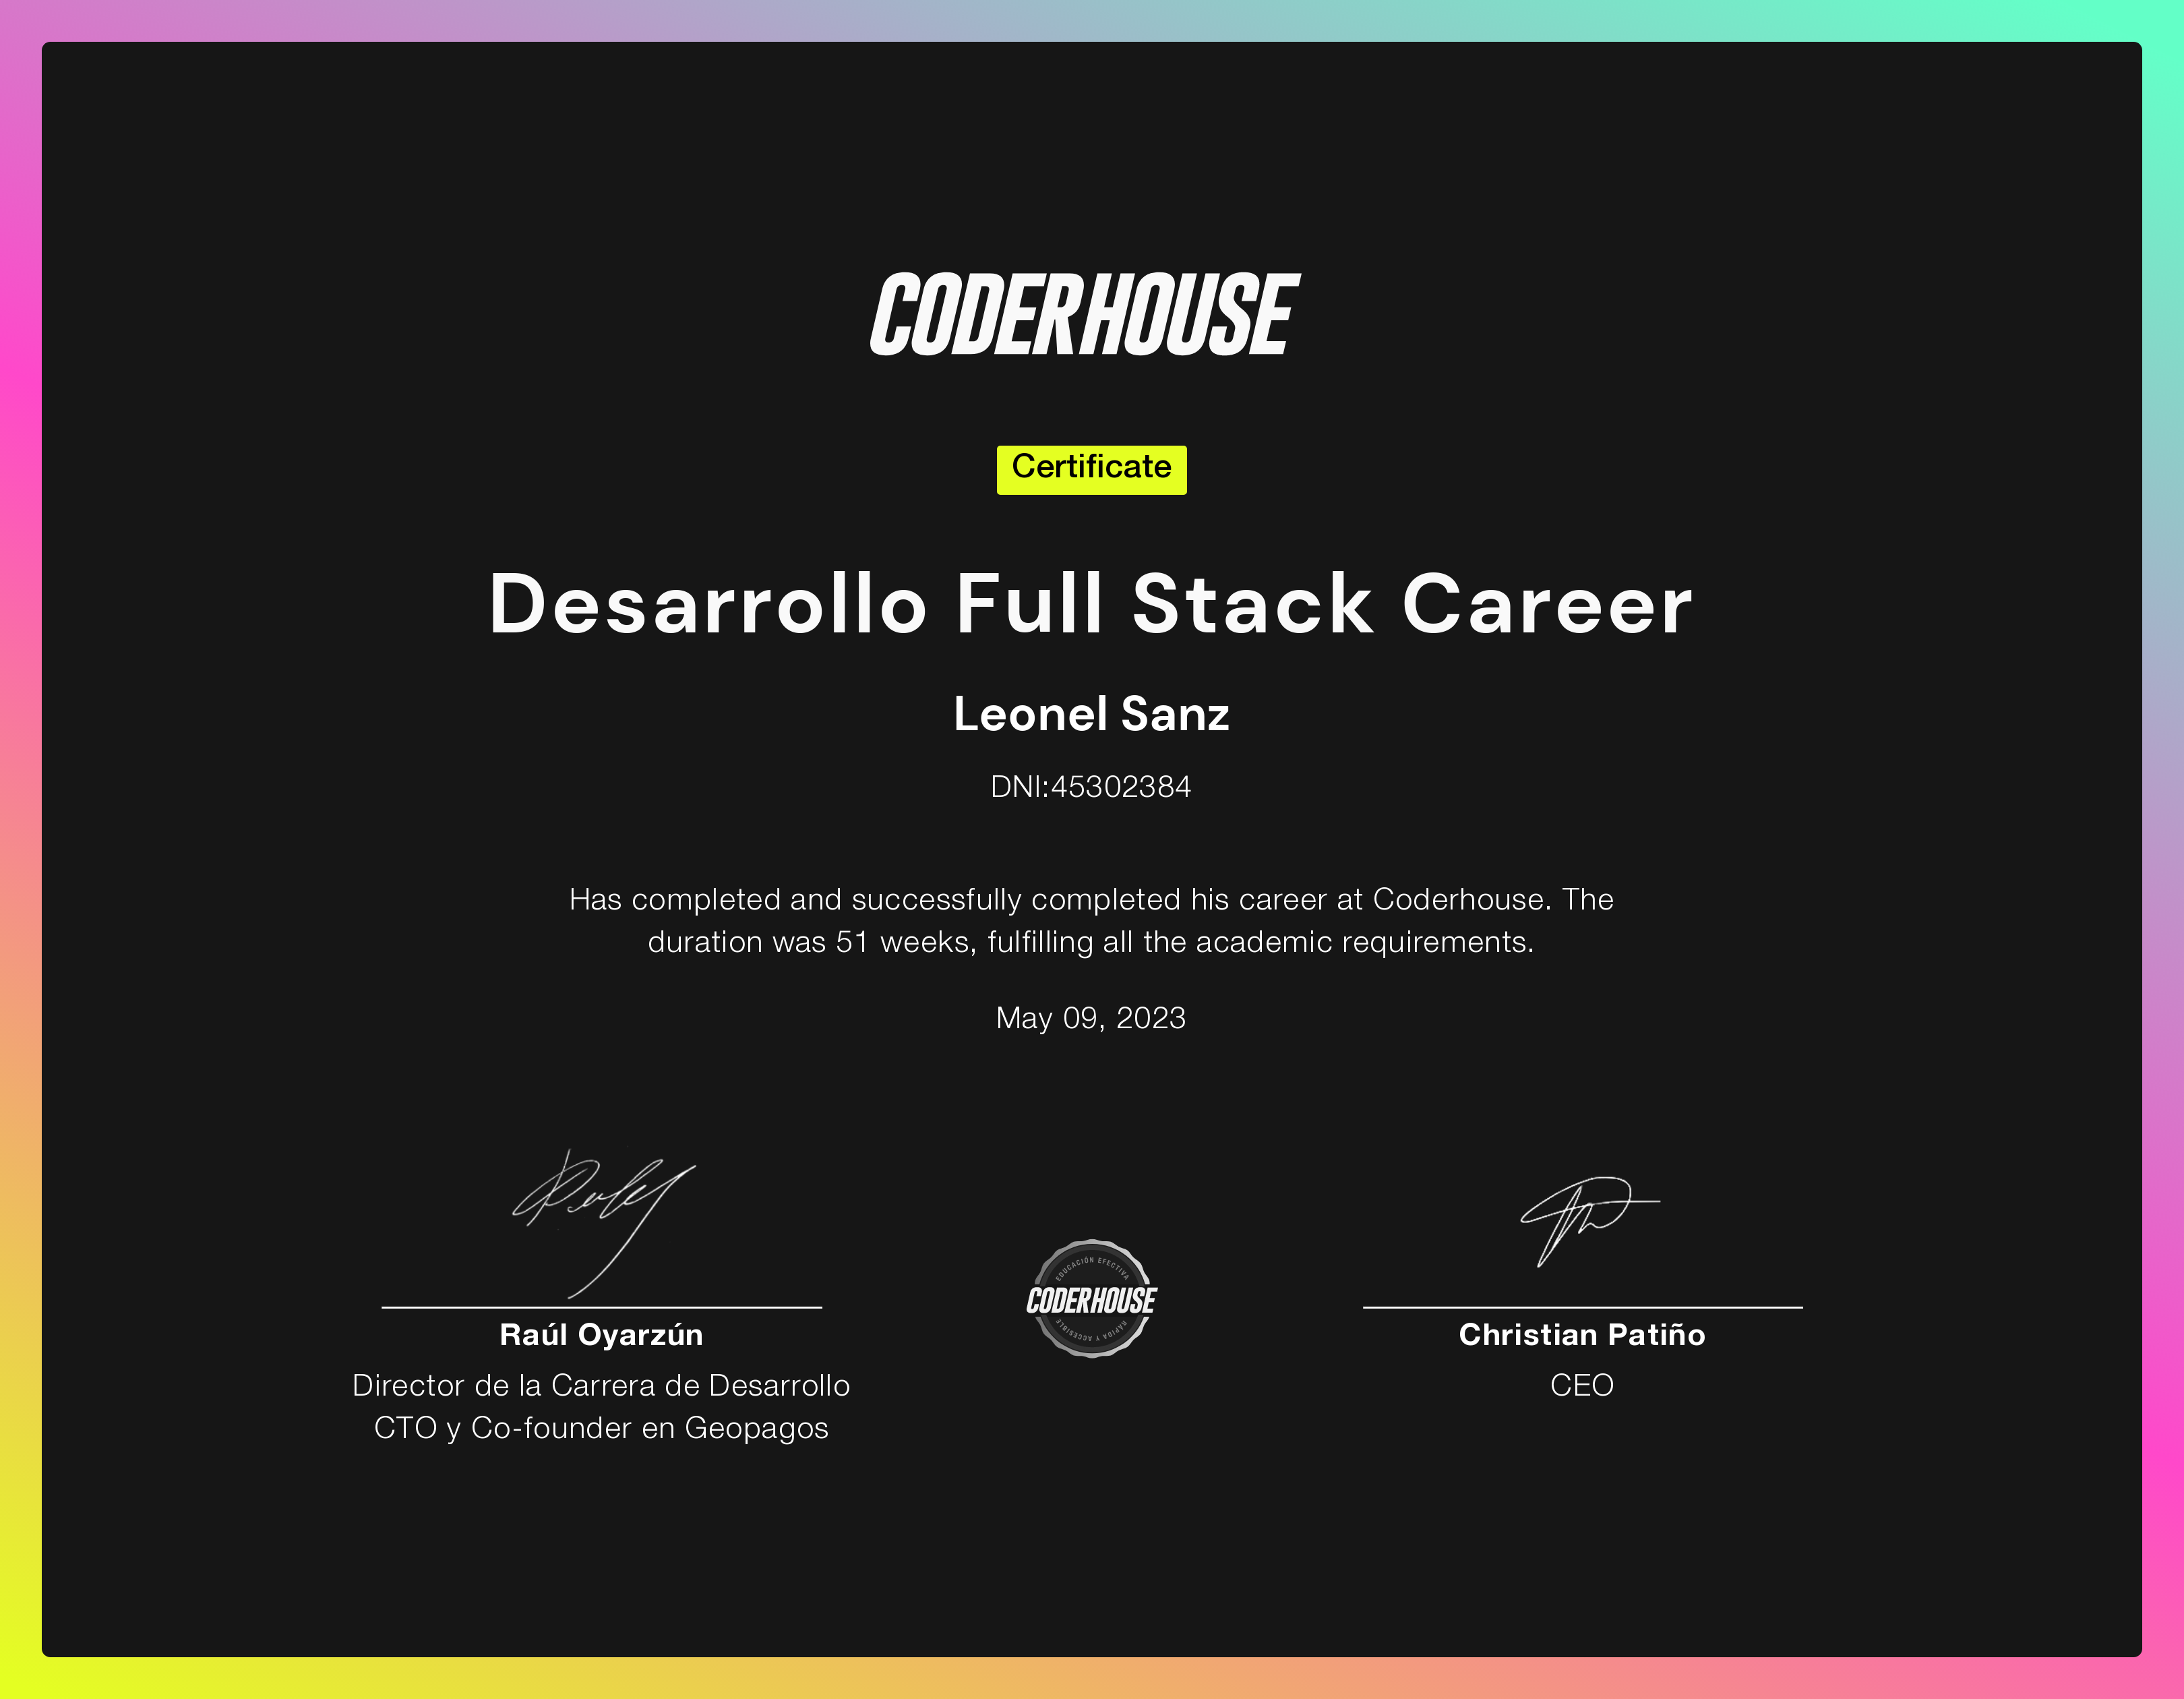 CODERHOUSE
Certificate
Desarrollo Full Stack Career
Leonel Sanz
DNI:45302384
Has completed and successfully completed his career at Coderhouse. The
duration was 51 weeks, fulfilling all the academic requirements.
May 09, 2023
EDUCACIÓN EFECTIVA
CODERHOUSE
RÁPIDA Y ACCESIBLE
Raúl Oyarzún
Director de la Carrera de Desarrollo
CTO y Co-founder en Geopagos
Christian Patiño
CEO